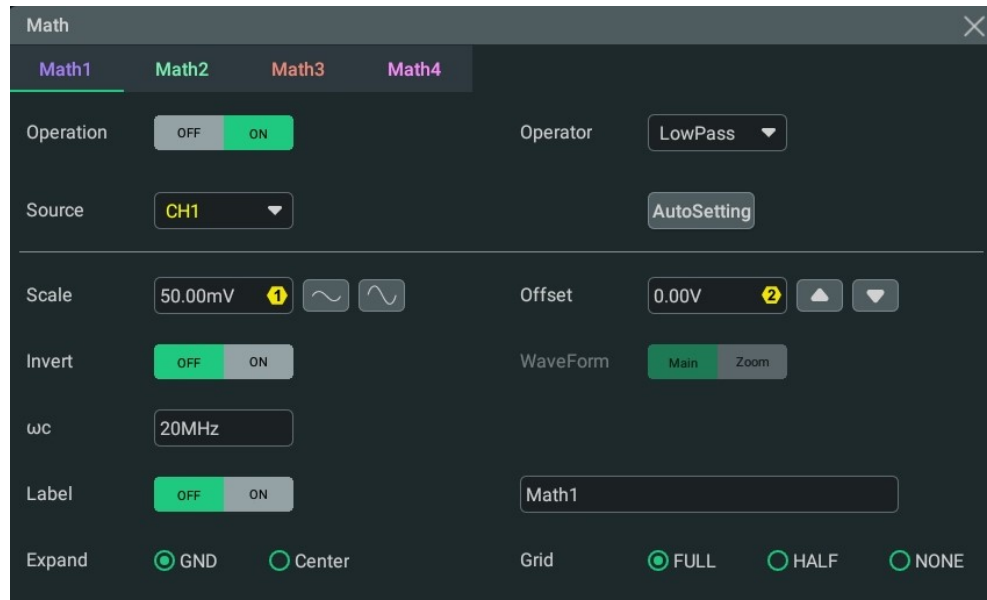 Math
Math1 Math2 Math3 Math4
Operation OFF ON Operator LowPass
Source CH1 AutoSetting
Scale 50.00mV 1 Offset 0.00V 2
Invert OFF ON WaveForm Main Zoom
ωc 20MHz
Label OFF ON Math1
Expand GND Center Grid FULL HALF NONE